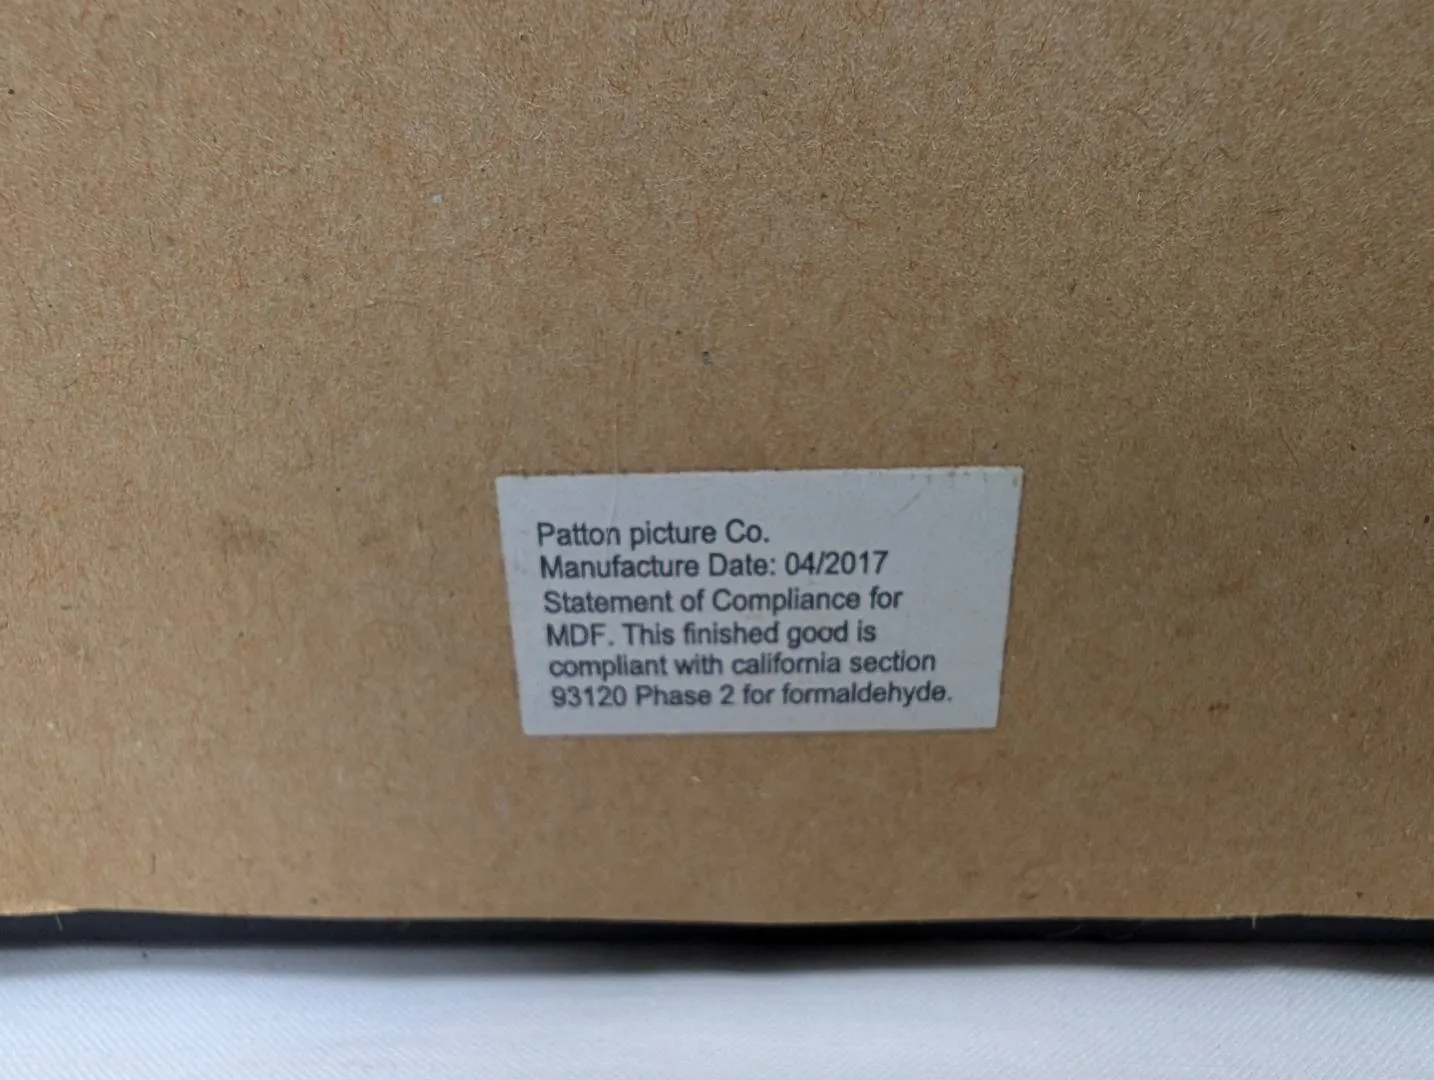 Patton picture Co.
Manufacture Date: 04/2017
Statement of Compliance for
MDF. This finished good is
compliant with california section
93120 Phase 2 for formaldehyde.